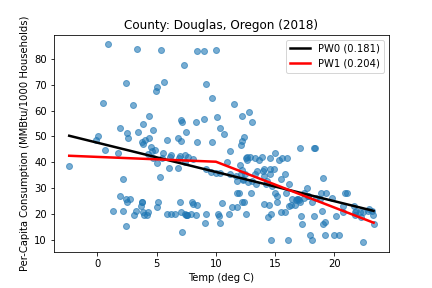 County: Douglas, Oregon (2018)
Per-Capita Consumption (MMBtu/1000 Households)
80
70
60
50
40
30
20
10
PW0 (0.181)
PW1 (0.204)
0 5 10 15 20
Temp (deg C)